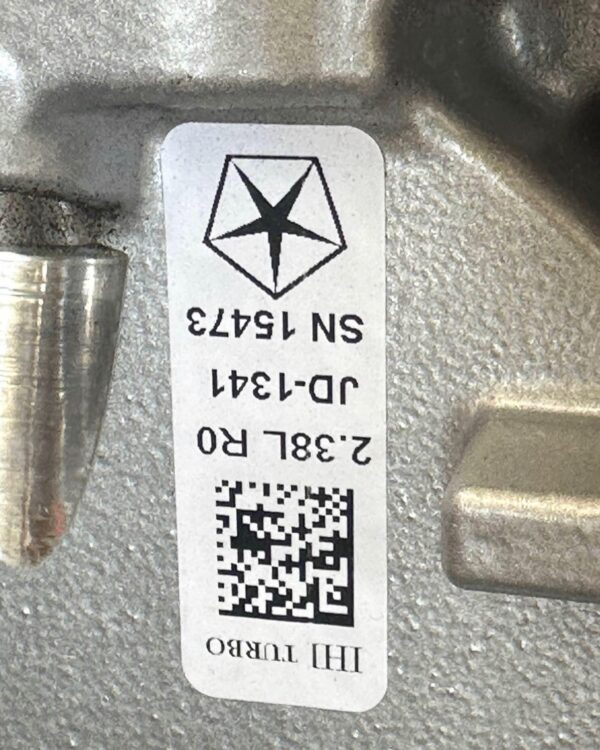 IHI TURBO
2.38L R0
JD-1341
SN 15473